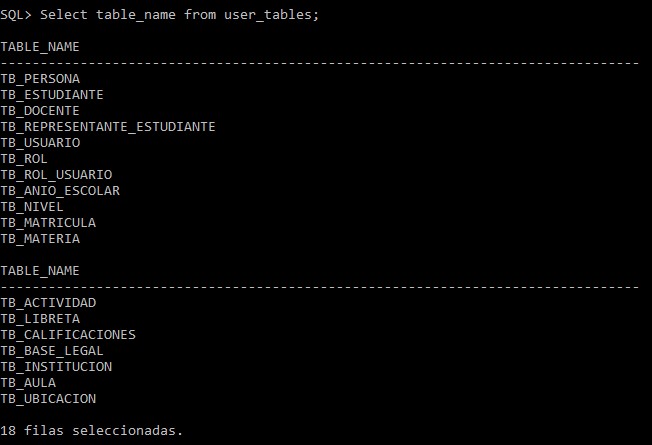 SQL> Select table_name from user_tables;
TABLE_NAME
--------------------------------------------------------------------------------
TB_PERSONA
TB_ESTUDIANTE
TB_DOCENTE
TB_REPRESENTANTE_ESTUDIANTE
TB_USUARIO
TB_ROL
TB_ROL_USUARIO
TB_ANIO_ESCOLAR
TB_NIVEL
TB_MATRICULA
TB_MATERIA
TABLE_NAME
--------------------------------------------------------------------------------
TB_ACTIVIDAD
TB_LIBRETA
TB_CALIFICACIONES
TB_BASE_LEGAL
TB_INSTITUCION
TB_AULA
TB_UBICACION
18 filas seleccionadas.